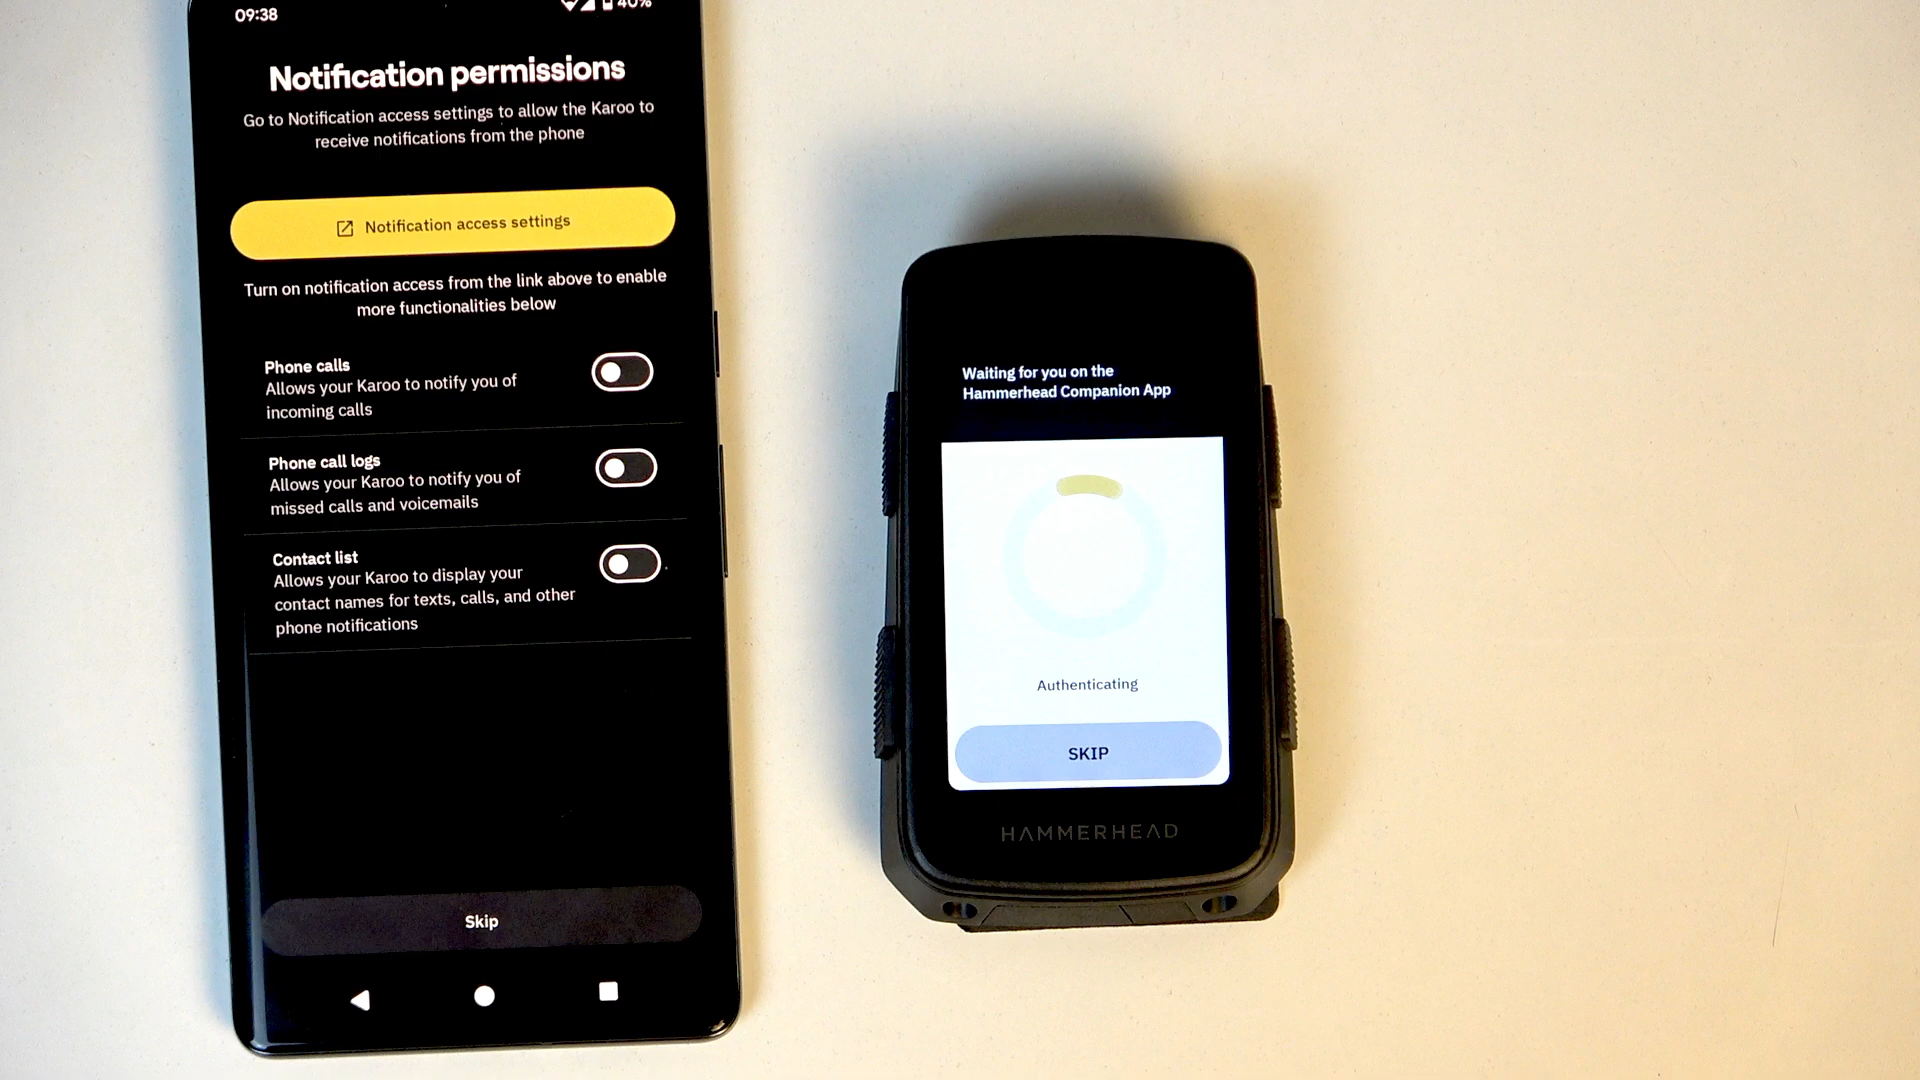 09:38
40%
Notification permissions
Go to Notification access settings to allow the Karoo to
receive notifications from the phone
Notification access settings
Turn on notification access from the link above to enable
more functionalities below
Phone calls
Allows your Karoo to notify you of
incoming calls
Phone call logs
Allows your Karoo to notify you of
missed calls and voicemails
Contact list
Allows your Karoo to display your
contact names for texts, calls, and other
phone notifications
Skip
Waiting for you on the
Hammerhead Companion App
Authenticating
SKIP
HAMMERHEAD